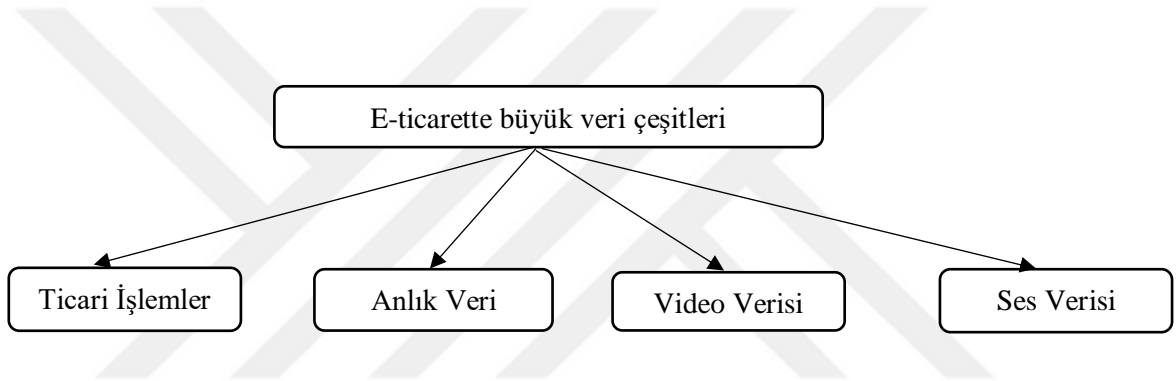 E-ticarette büyük veri çeşitleri
Ticari İşlemler
Anlık Veri
Video Verisi
Ses Verisi